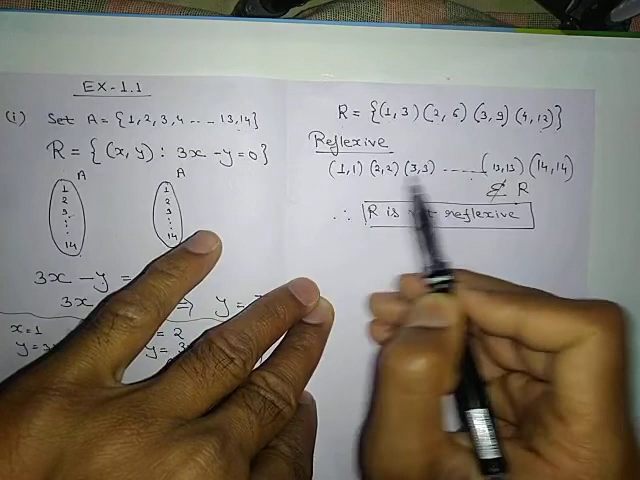 EX-1.1
(i) Set A = {1,2,3,4 --- 13,14}
R = {(x,y) : 3x-y=0}
A A
1 1
2 2
3 3
⋮ ⋮
14 14
3x - y =
3x ⇒ y =
x=1 = 2
y= y=
R = {(1,3) (2,6) (3,9) (4,12)}
Reflexive
(1,1) (2,2) (3,3) ------ (13,13) (14,14)
∉ R
∴ R is not reflexive